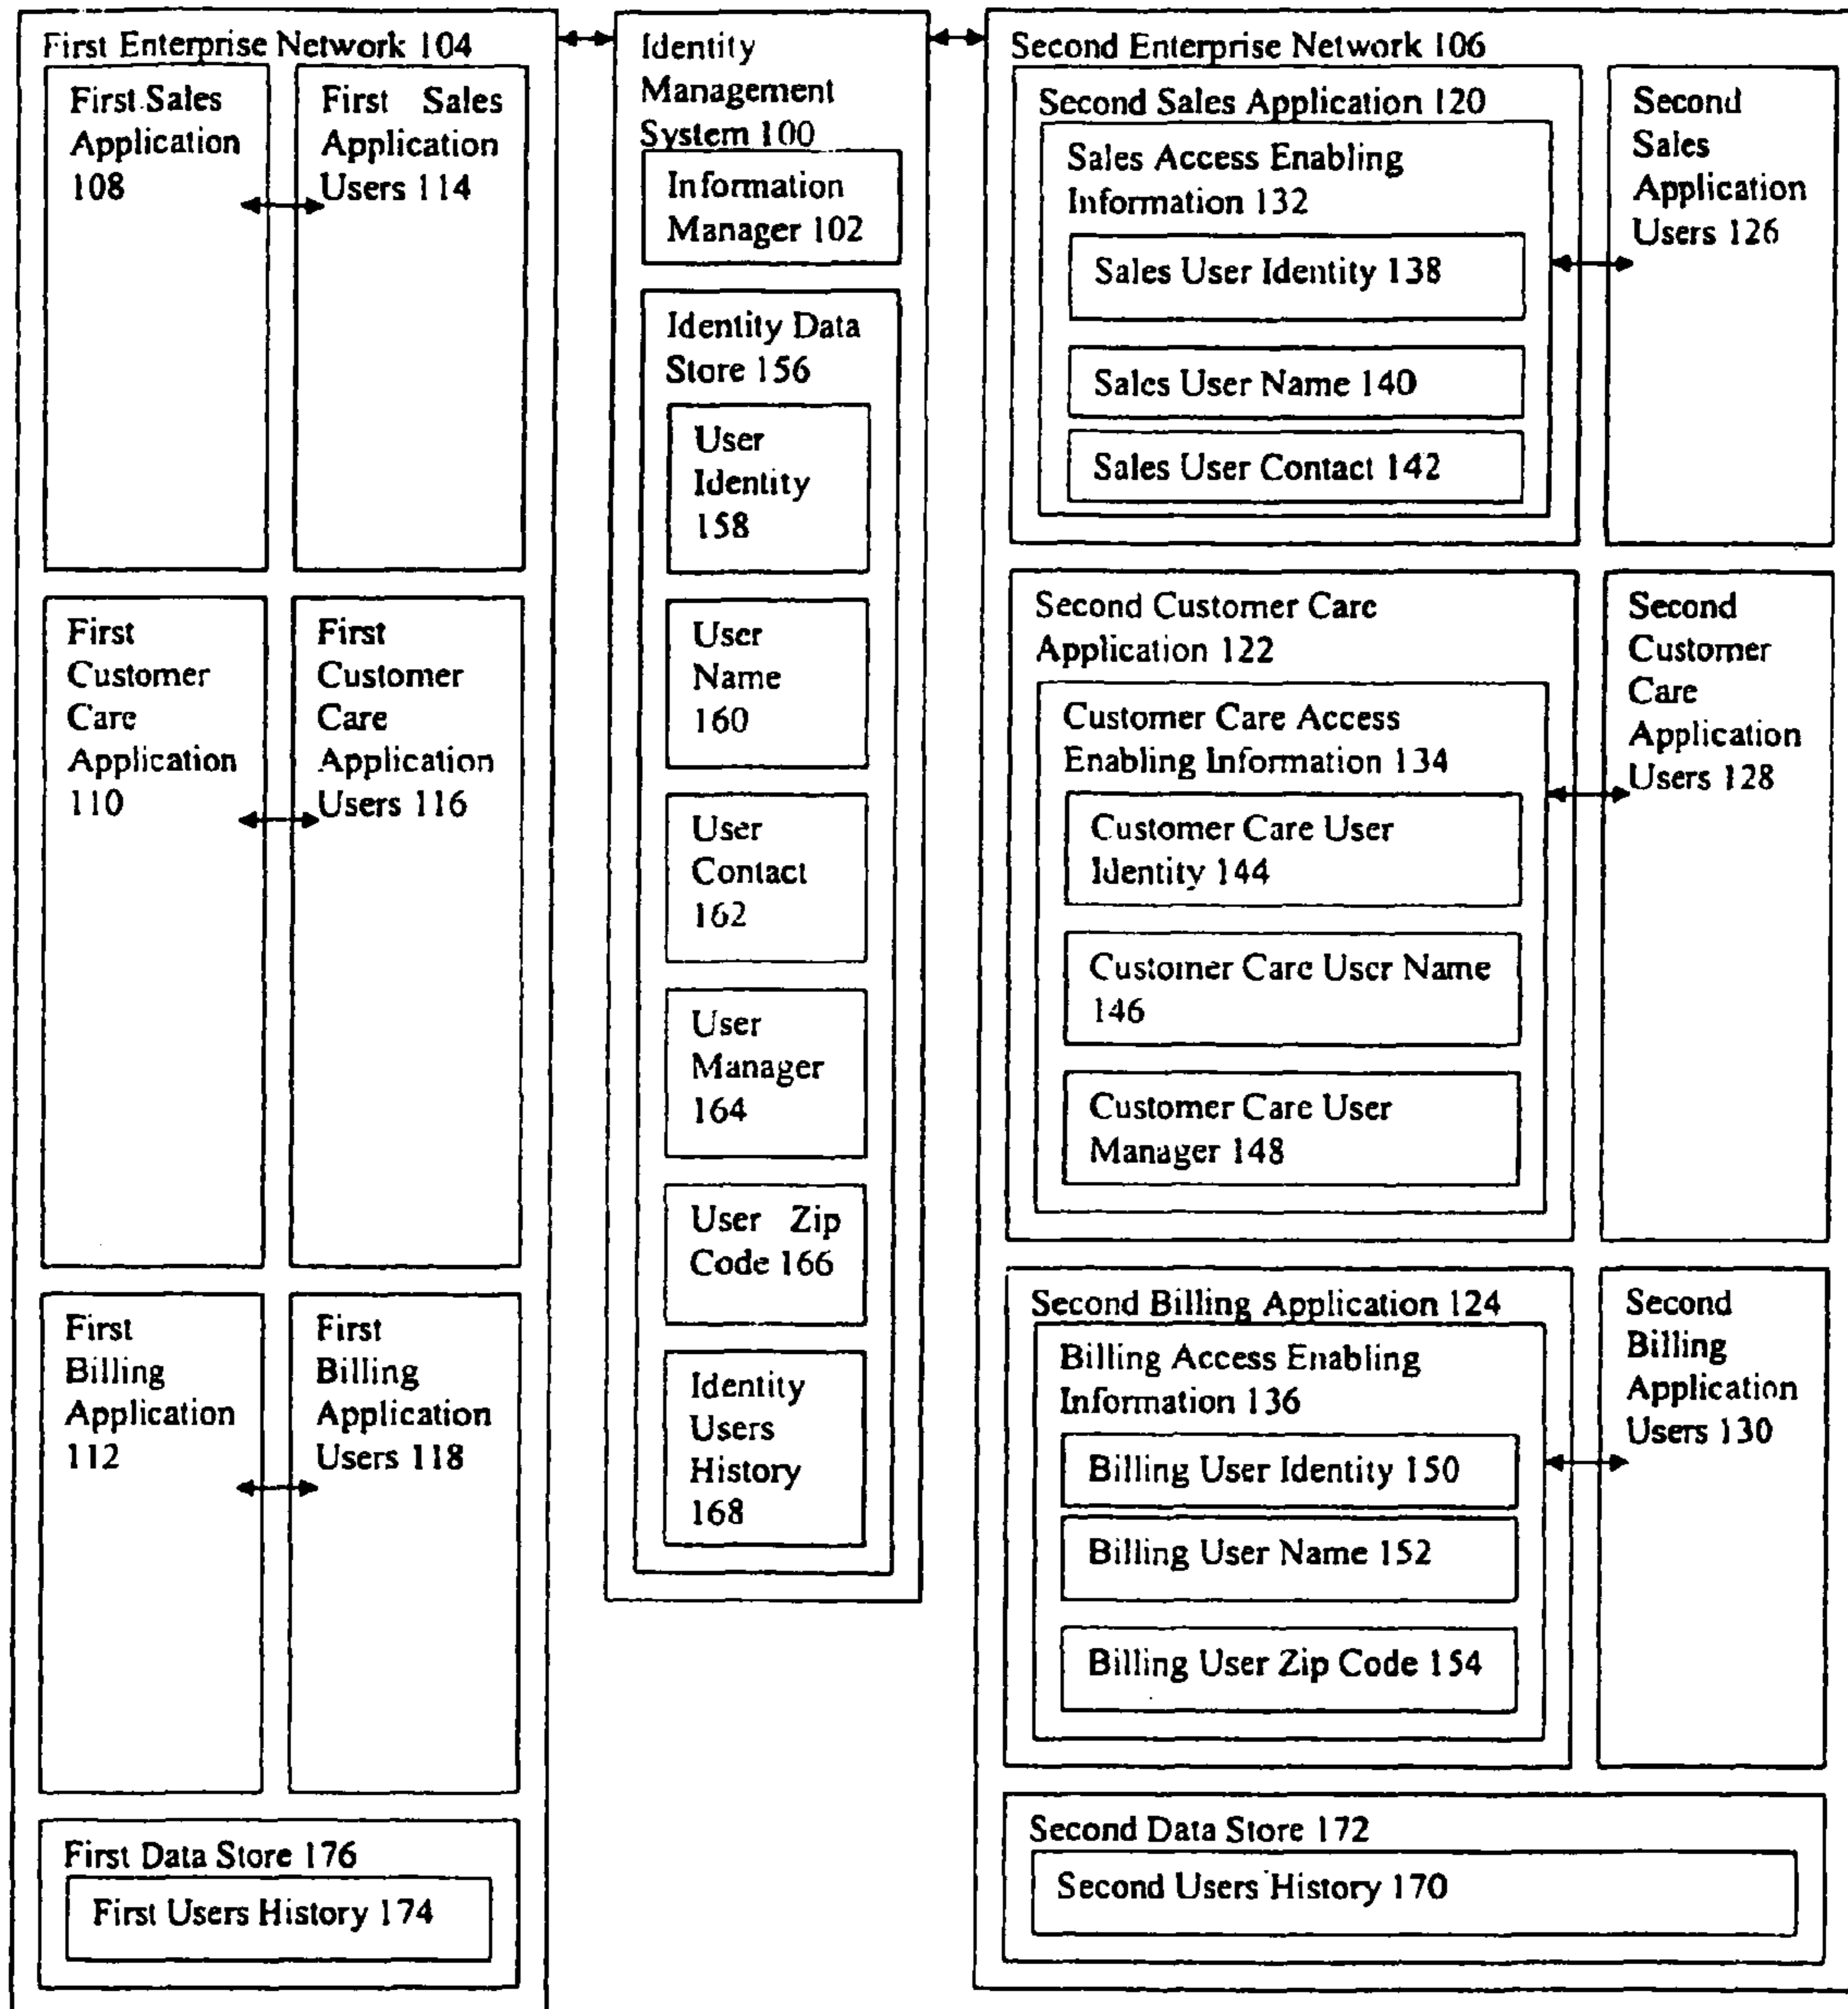 First Enterprise Network 104
First Sales
Application
108
First Sales
Application
Users 114
First
Customer
Care
Application
110
First
Customer
Care
Application
Users 116
First
Billing
Application
112
First
Billing
Application
Users 118
First Data Store 176
First Users History 174
Identity
Management
System 100
Information
Manager 102
Identity Data
Store 156
User
Identity
158
User
Name
160
User
Contact
162
User
Manager
164
User Zip
Code 166
Identity
Users
History
168
Second Enterprise Network 106
Second Sales Application 120
Sales Access Enabling
Information 132
Sales User Identity 138
Sales User Name 140
Sales User Contact 142
Second
Sales
Application
Users 126
Second Customer Care
Application 122
Customer Care Access
Enabling Information 134
Customer Care User
Identity 144
Customer Care User Name
146
Customer Care User
Manager 148
Second
Customer
Care
Application
Users 128
Second Billing Application 124
Billing Access Enabling
Information 136
Billing User Identity 150
Billing User Name 152
Billing User Zip Code 154
Second
Billing
Application
Users 130
Second Data Store 172
Second Users History 170